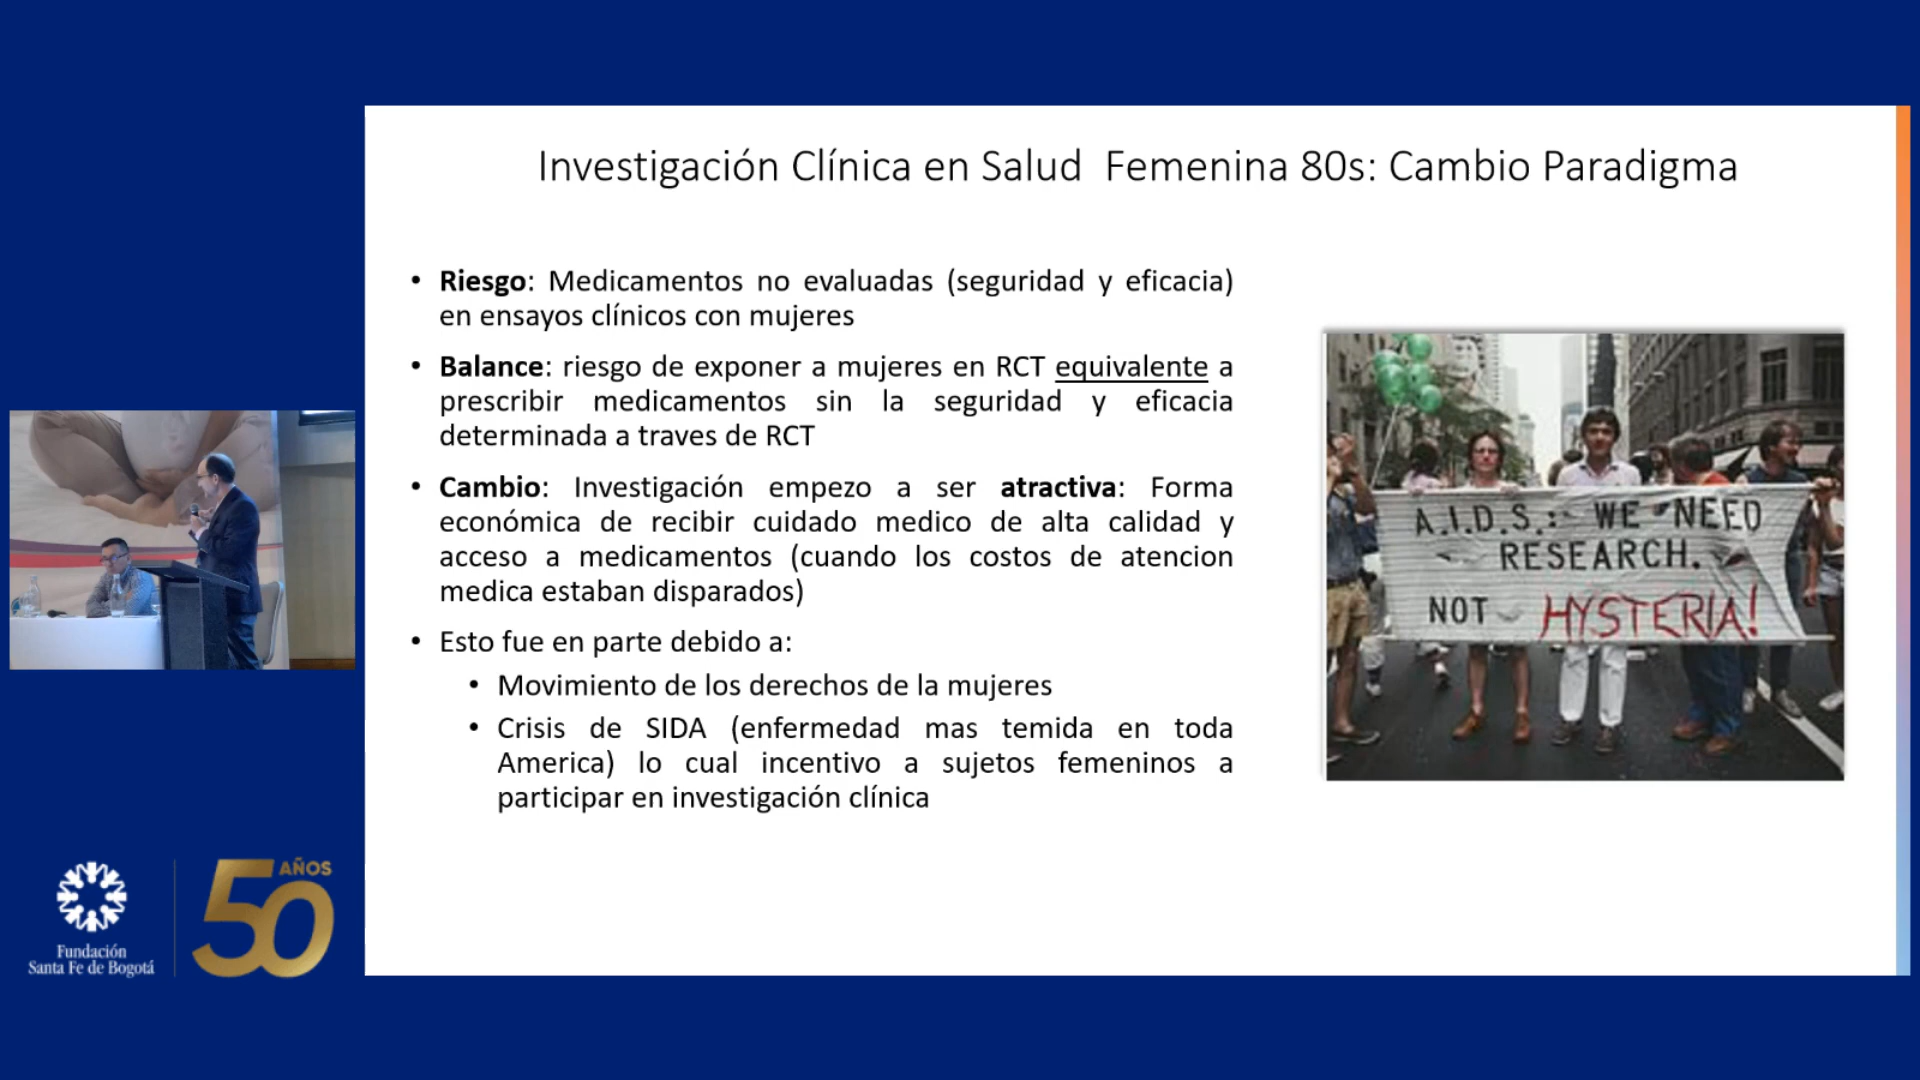 Investigación Clínica en Salud Femenina 80s: Cambio Paradigma
• Riesgo: Medicamentos no evaluadas (seguridad y eficacia)
en ensayos clínicos con mujeres
• Balance: riesgo de exponer a mujeres en RCT equivalente a
prescribir medicamentos sin la seguridad y eficacia
determinada a traves de RCT
• Cambio: Investigación empezo a ser atractiva: Forma
económica de recibir cuidado medico de alta calidad y
acceso a medicamentos (cuando los costos de atencion
medica estaban disparados)
• Esto fue en parte debido a:
• Movimiento de los derechos de la mujeres
• Crisis de SIDA (enfermedad mas temida en toda
America) lo cual incentivo a sujetos femeninos a
participar en investigación clínica
A.I.D.S.: WE NEED
RESEARCH.
NOT HYSTERIA!
Fundación
Santa Fe de Bogotá
50 AÑOS